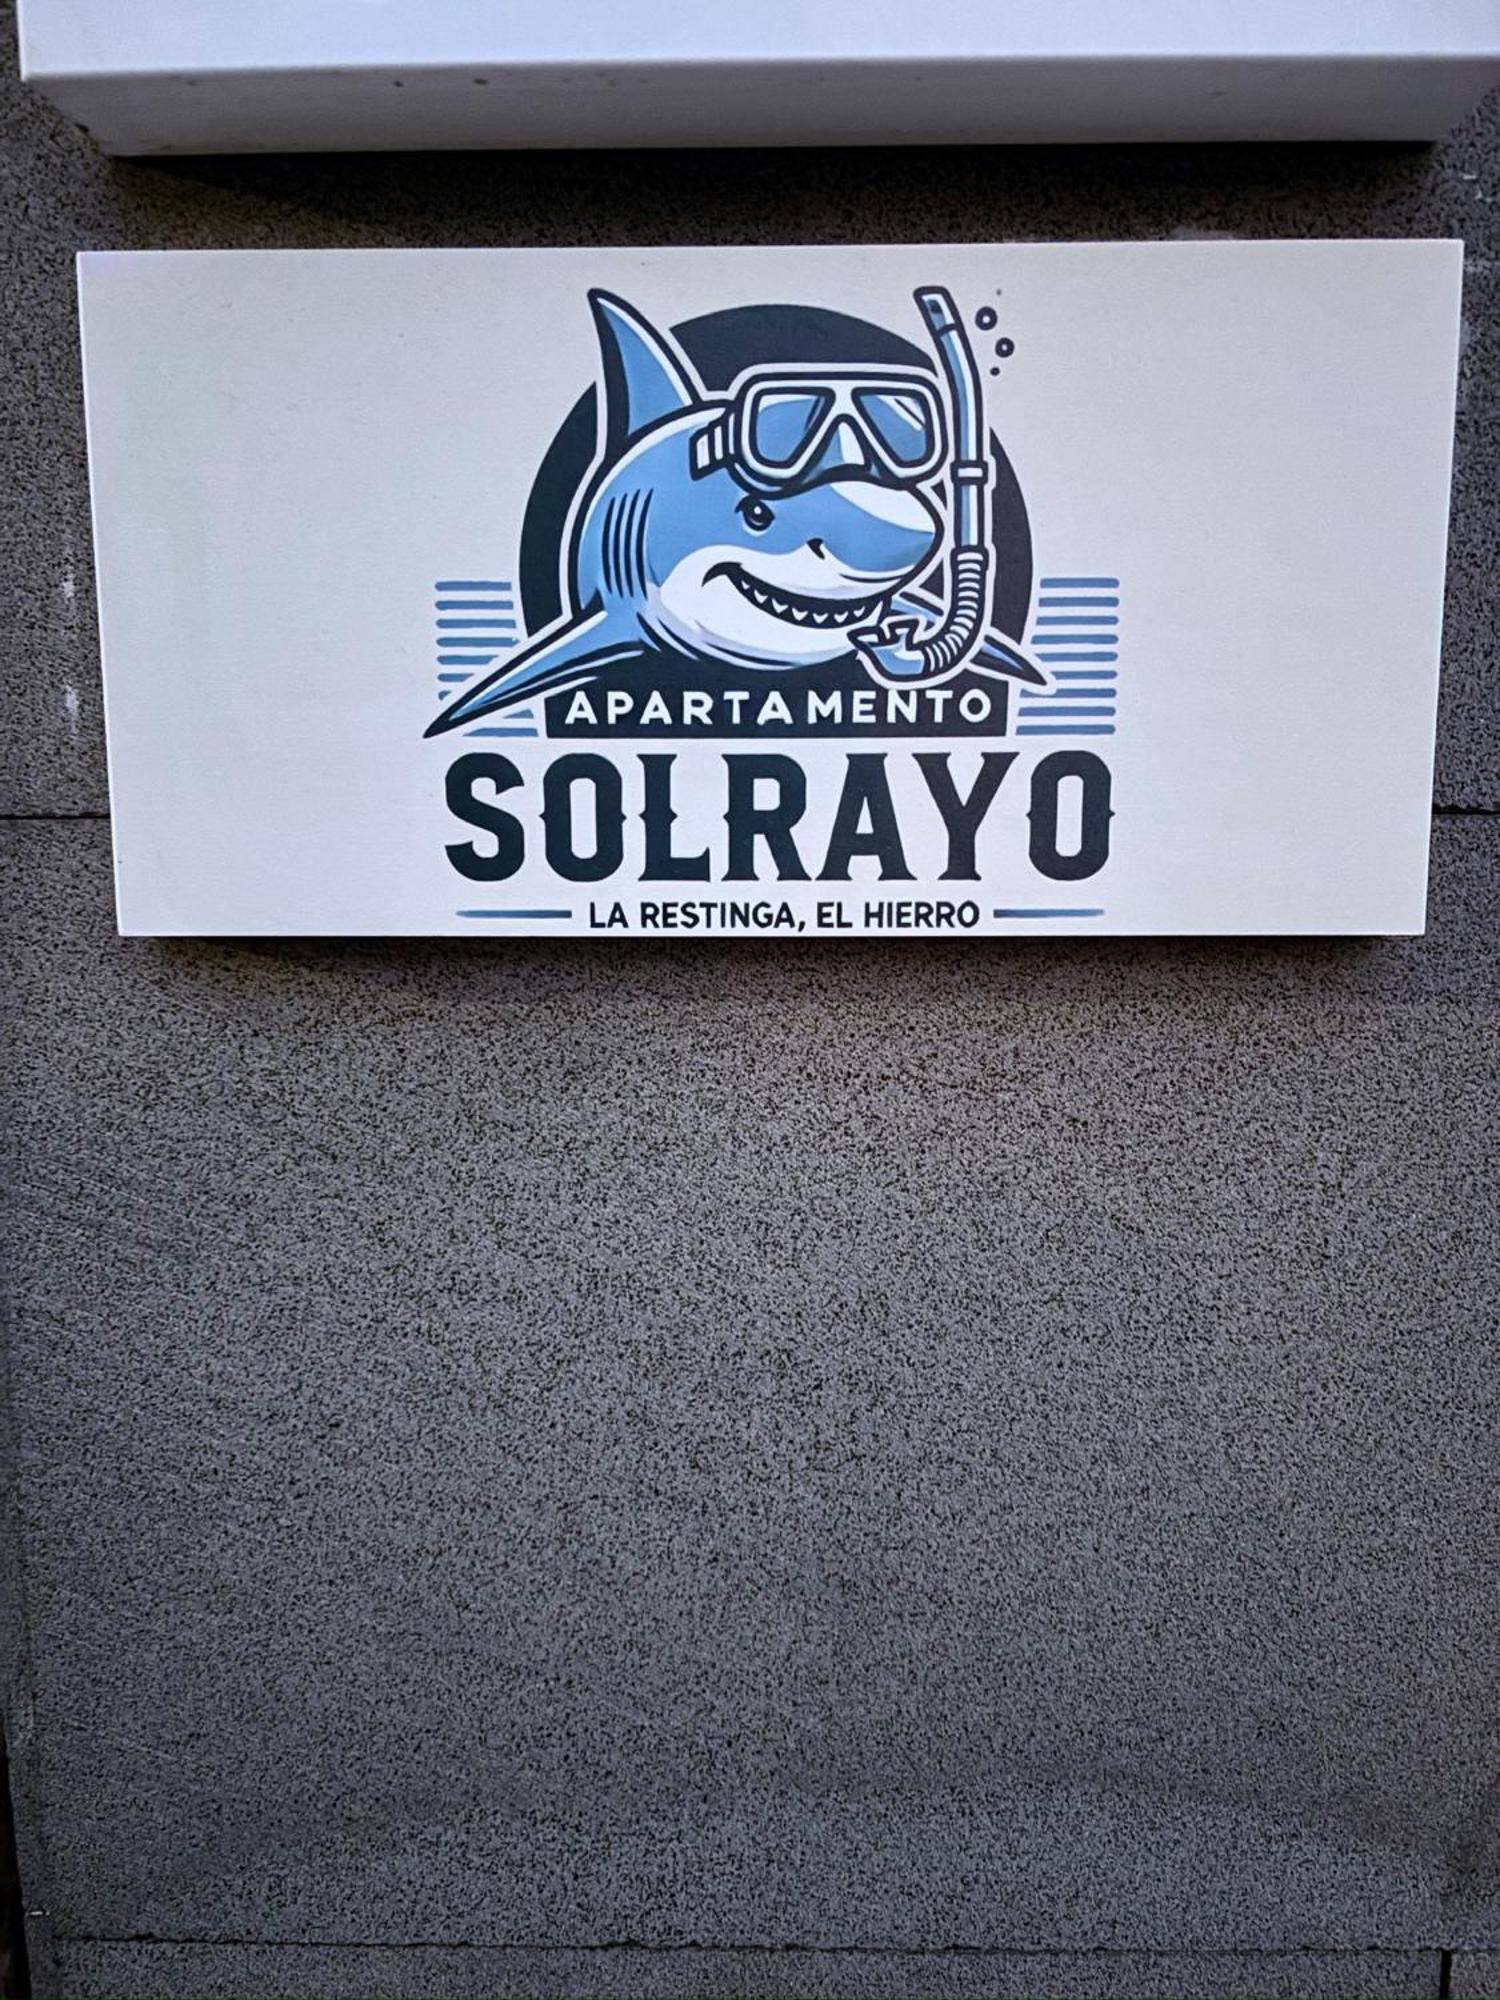 APARTAMENTO
SOLRAYO
LA RESTINGA, EL HIERRO